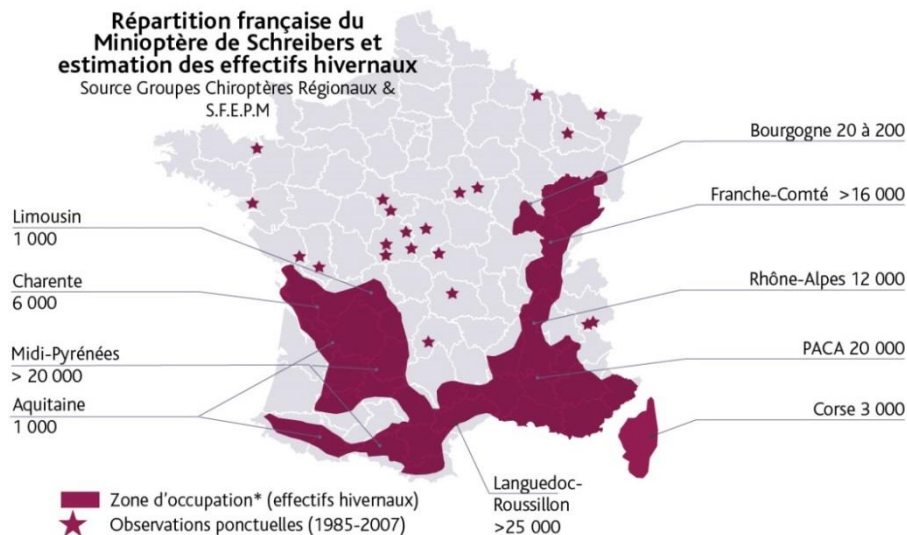 Répartition française du
Minioptère de Schreibers et
estimation des effectifs hivernaux
Source Groupes Chiroptères Régionaux &
S.F.E.P.M
Bourgogne 20 à 200
Franche-Comté >16 000
Rhône-Alpes 12 000
PACA 20 000
Corse 3 000
Limousin
1 000
Charente
6 000
Midi-Pyrénées
> 20 000
Aquitaine
1 000
Languedoc-
Roussillon
>25 000
Zone d'occupation* (effectifs hivernaux)
Observations ponctuelles (1985-2007)